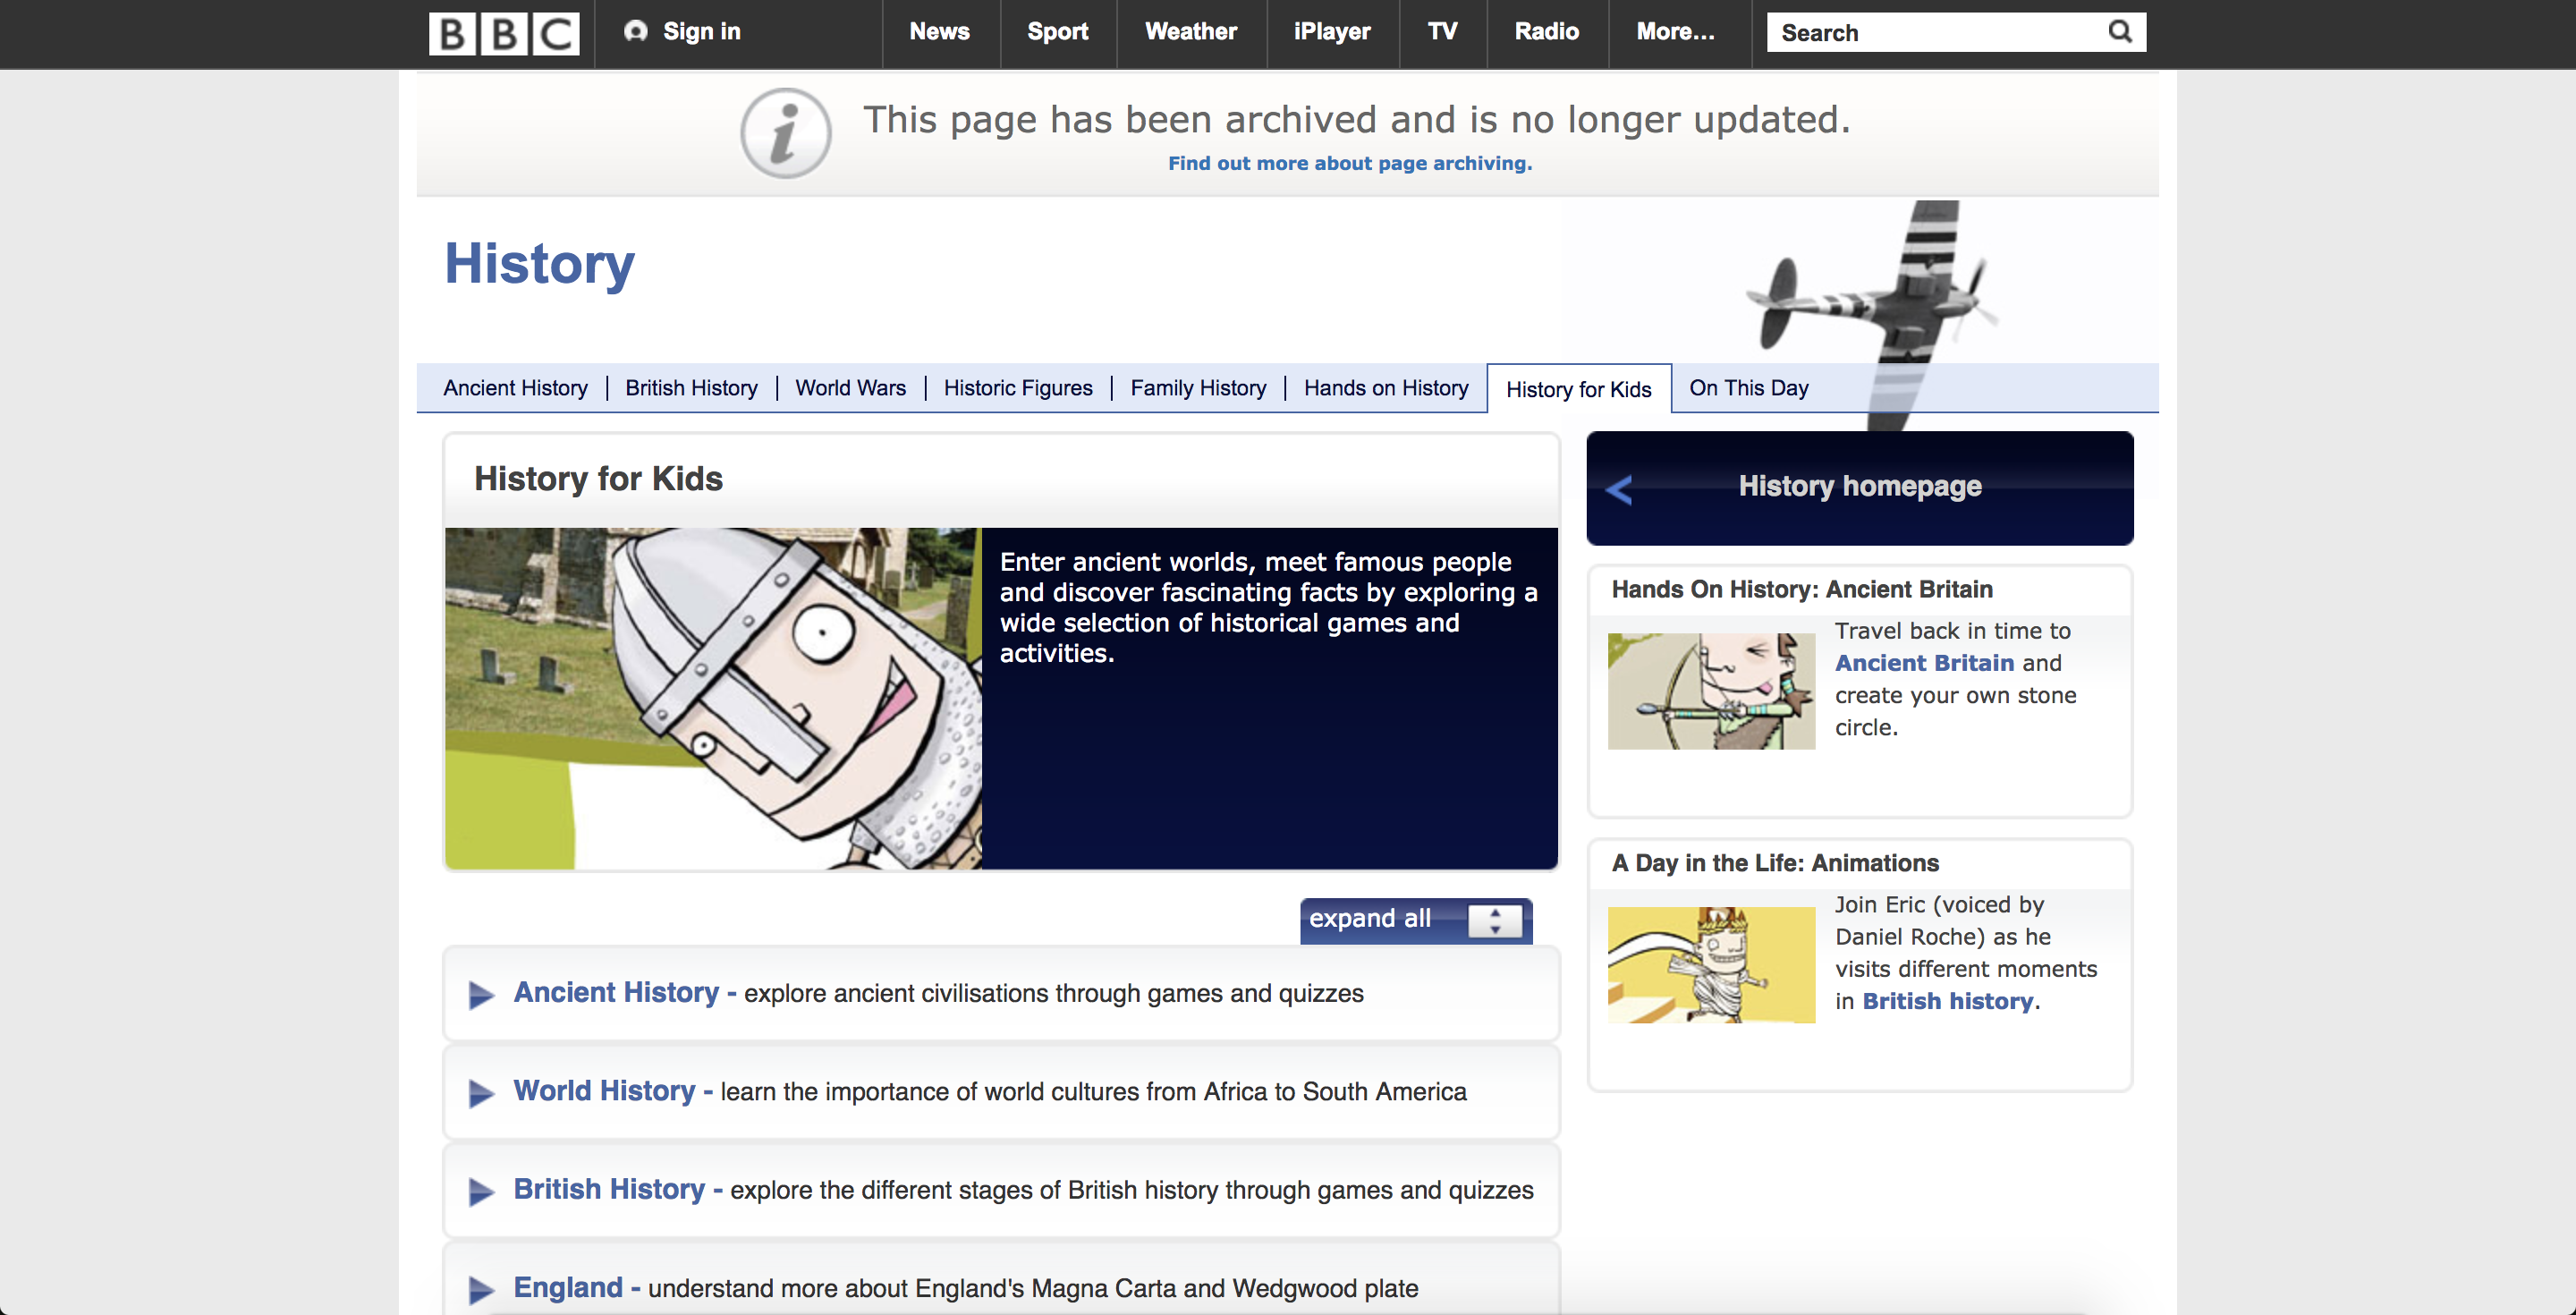 BBC
Sign in
News
Sport
Weather
iPlayer
TV
Radio
More...
Search
This page has been archived and is no longer updated.
Find out more about page archiving.
History
Ancient History
British History
World Wars
Historic Figures
Family History
Hands on History
History for Kids
On This Day
History for Kids
Enter ancient worlds, meet famous people
and discover fascinating facts by exploring a
wide selection of historical games and
activities.
expand all
Ancient History - explore ancient civilisations through games and quizzes
World History - learn the importance of world cultures from Africa to South America
British History - explore the different stages of British history through games and quizzes
England - understand more about England's Magna Carta and Wedgwood plate
History homepage
Hands On History: Ancient Britain
Travel back in time to
Ancient Britain and
create your own stone
circle.
A Day in the Life: Animations
Join Eric (voiced by
Daniel Roche) as he
visits different moments
in British history.